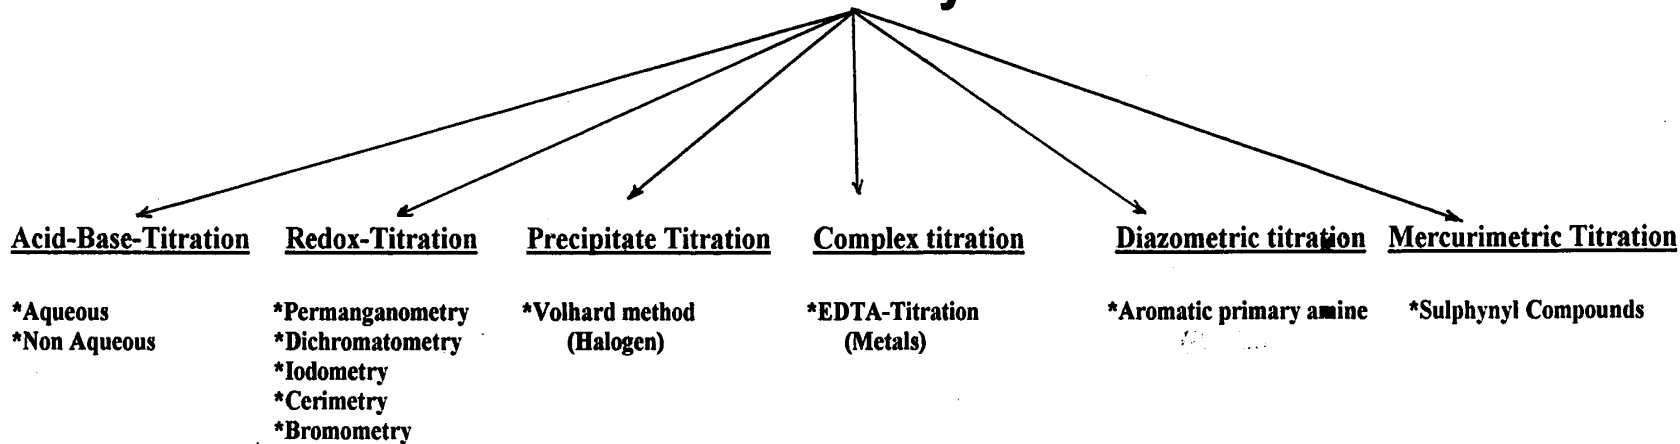 Acid-Base-Titration
*Aqueous
*Non Aqueous
Redox-Titration
*Permanganometry
*Dichromatometry
*Iodometry
*Cerimetry
*Bromometry
Precipitate Titration
*Volhard method
(Halogen)
Complex titration
*EDTA-Titration
(Metals)
Diazometric titration
*Aromatic primary amine
Mercurimetric Titration
*Sulphynyl Compounds